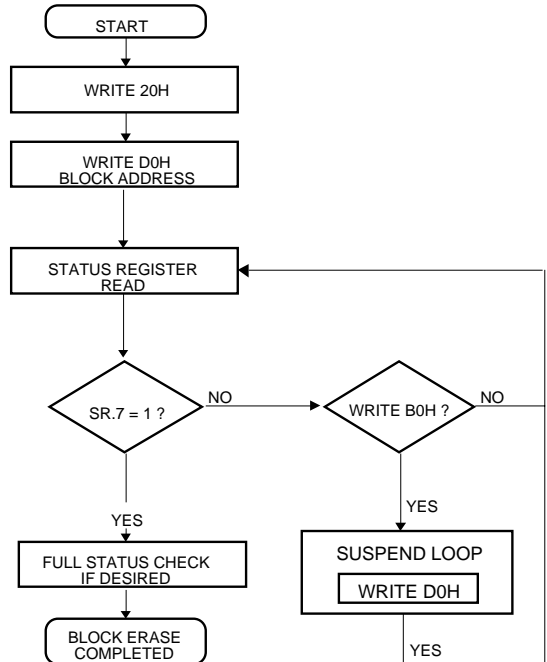 START
WRITE 20H
WRITE D0H
BLOCK ADDRESS
STATUS REGISTER
READ
SR.7 = 1 ?
NO
WRITE B0H ?
NO
YES
YES
FULL STATUS CHECK
IF DESIRED
SUSPEND LOOP
WRITE D0H
BLOCK ERASE
COMPLETED
YES